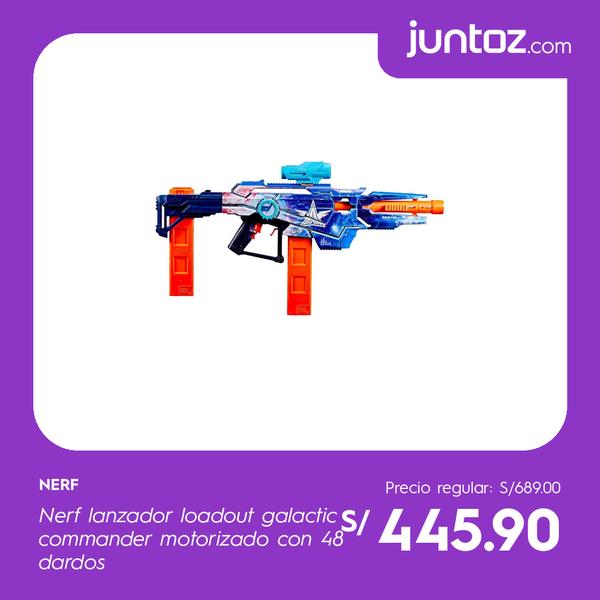 juntoz.com
NERF
Nerf lanzador loadout galactic
commander motorizado con 48
dardos
Precio regular: S/689.00
S/ 445.90